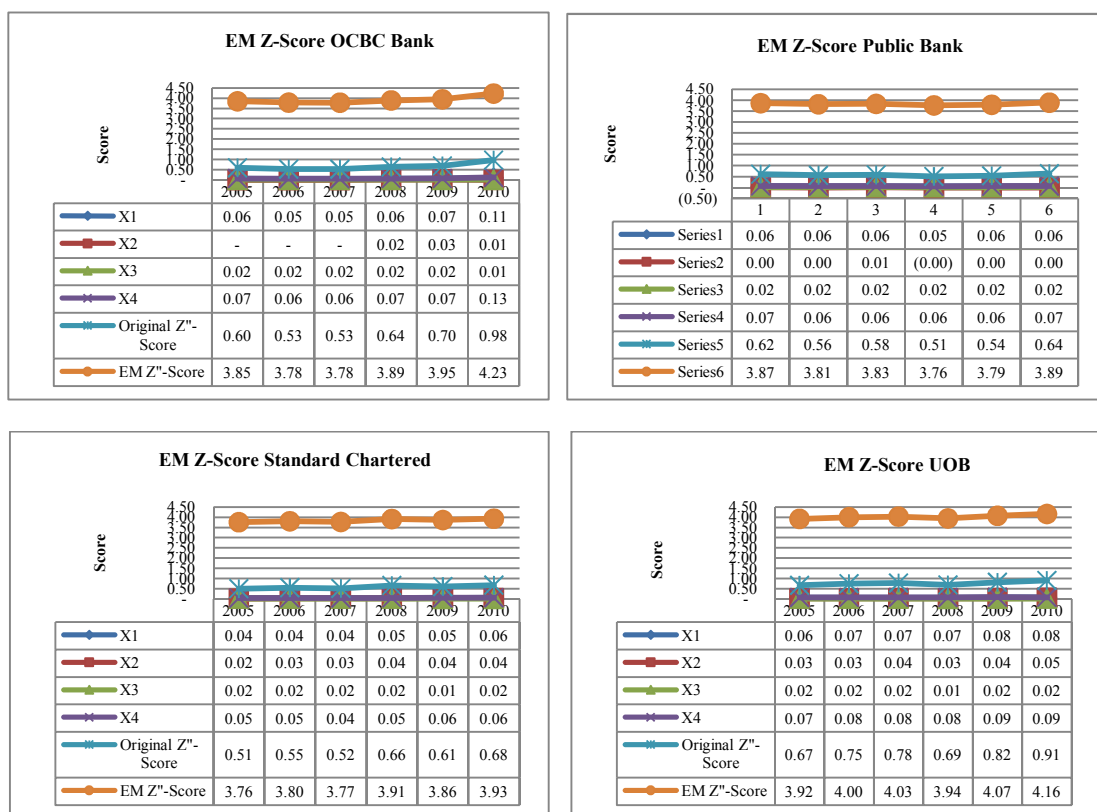 EM Z-Score OCBC Bank
Score
4.50
4.00
3.50
3.00
2.50
2.00
1.50
1.00
0.50
-
2005 2006 2007 2008 2009 2010
X1 0.06 0.05 0.05 0.06 0.07 0.11
X2 - - - 0.02 0.03 0.01
X3 0.02 0.02 0.02 0.02 0.02 0.01
X4 0.07 0.06 0.06 0.07 0.07 0.13
Original Z"-
Score 0.60 0.53 0.53 0.64 0.70 0.98
EM Z"-Score 3.85 3.78 3.78 3.89 3.95 4.23
EM Z-Score Public Bank
Score
4.50
4.00
3.50
3.00
2.50
2.00
1.50
1.00
0.50
-
(0.50)
1 2 3 4 5 6
Series1 0.06 0.06 0.06 0.05 0.06 0.06
Series2 0.00 0.00 0.01 (0.00) 0.00 0.00
Series3 0.02 0.02 0.02 0.02 0.02 0.02
Series4 0.07 0.06 0.06 0.06 0.06 0.07
Series5 0.62 0.56 0.58 0.51 0.54 0.64
Series6 3.87 3.81 3.83 3.76 3.79 3.89
EM Z-Score Standard Chartered
Score
4.50
4.00
3.50
3.00
2.50
2.00
1.50
1.00
0.50
-
2005 2006 2007 2008 2009 2010
X1 0.04 0.04 0.04 0.05 0.05 0.06
X2 0.02 0.03 0.03 0.04 0.04 0.04
X3 0.02 0.02 0.02 0.02 0.01 0.02
X4 0.05 0.05 0.04 0.05 0.06 0.06
Original Z"-
Score 0.51 0.55 0.52 0.66 0.61 0.68
EM Z"-Score 3.76 3.80 3.77 3.91 3.86 3.93
EM Z-Score UOB
Score
4.50
4.00
3.50
3.00
2.50
2.00
1.50
1.00
0.50
-
2005 2006 2007 2008 2009 2010
X1 0.06 0.07 0.07 0.07 0.08 0.08
X2 0.03 0.03 0.04 0.03 0.04 0.05
X3 0.02 0.02 0.02 0.01 0.02 0.02
X4 0.07 0.08 0.08 0.08 0.09 0.09
Original Z"-
Score 0.67 0.75 0.78 0.69 0.82 0.91
EM Z"-Score 3.92 4.00 4.03 3.94 4.07 4.16